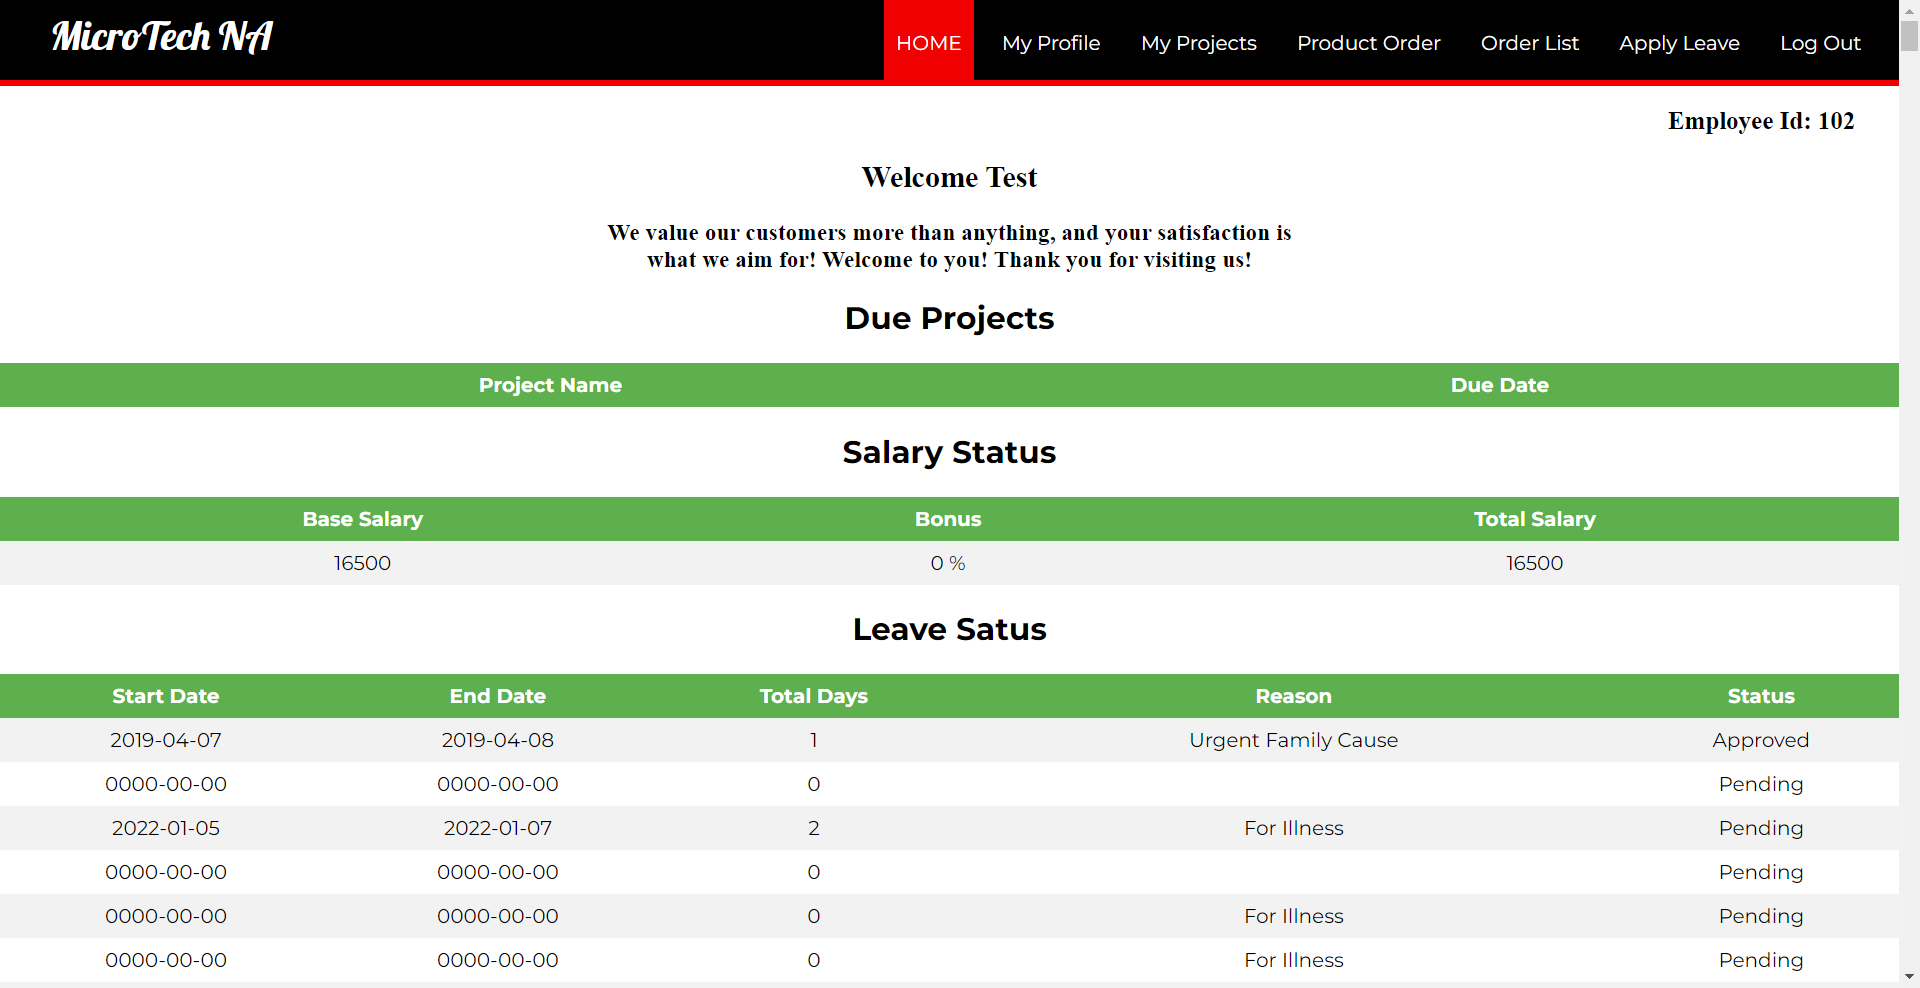 MicroTech NA
HOME My Profile My Projects Product Order Order List Apply Leave Log Out
Employee Id: 102
Welcome Test
We value our customers more than anything, and your satisfaction is
what we aim for! Welcome to you! Thank you for visiting us!
Due Projects
Project Name Due Date
Salary Status
Base Salary Bonus Total Salary
16500 0 % 16500
Leave Satus
Start Date End Date Total Days Reason Status
2019-04-07 2019-04-08 1 Urgent Family Cause Approved
0000-00-00 0000-00-00 0 Pending
2022-01-05 2022-01-07 2 For Illness Pending
0000-00-00 0000-00-00 0 Pending
0000-00-00 0000-00-00 0 For Illness Pending
0000-00-00 0000-00-00 0 For Illness Pending